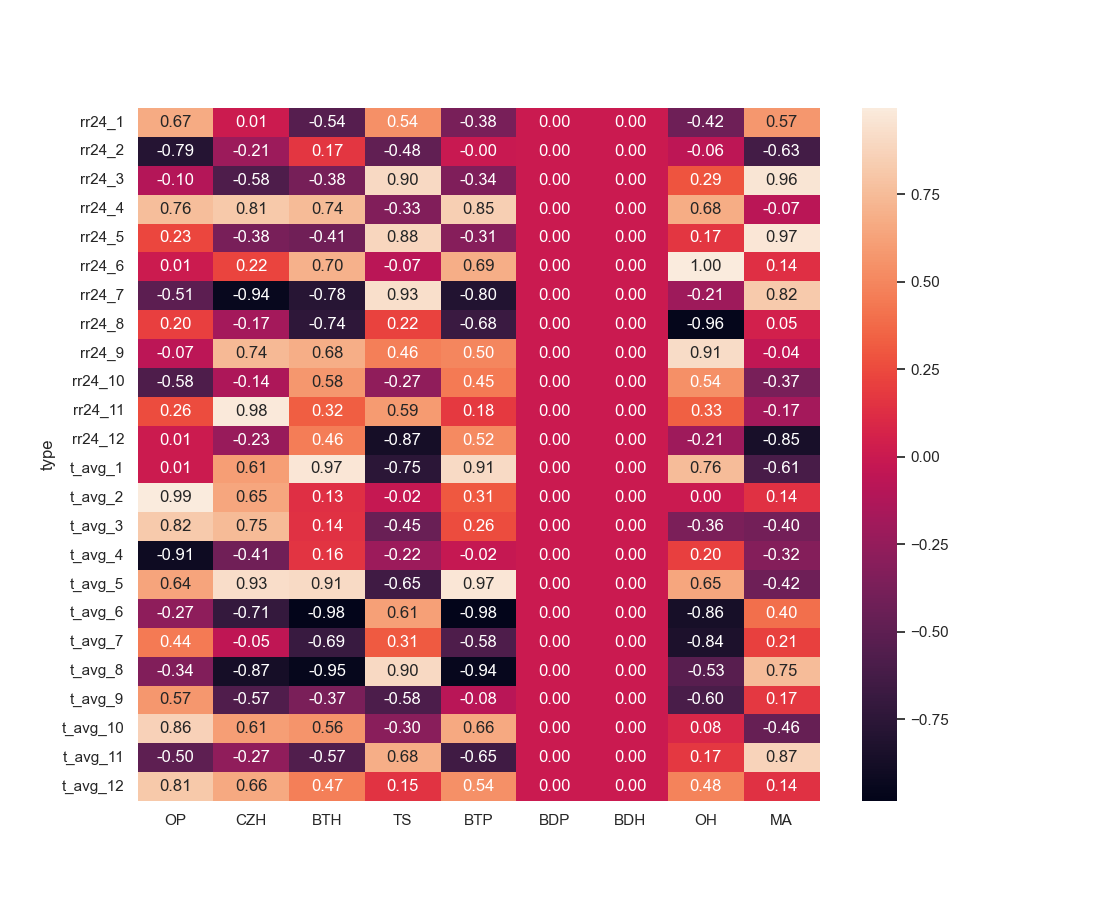 rr24_1 0.67 0.01 -0.54 0.54 -0.38 0.00 0.00 -0.42 0.57
rr24_2 -0.79 -0.21 0.17 -0.48 -0.00 0.00 0.00 -0.06 -0.63
rr24_3 -0.10 -0.58 -0.38 0.90 -0.34 0.00 0.00 0.29 0.96
rr24_4 0.76 0.81 0.74 -0.33 0.85 0.00 0.00 0.68 -0.07
rr24_5 0.23 -0.38 -0.41 0.88 -0.31 0.00 0.00 0.17 0.97
rr24_6 0.01 0.22 0.70 -0.07 0.69 0.00 0.00 1.00 0.14
rr24_7 -0.51 -0.94 -0.78 0.93 -0.80 0.00 0.00 -0.21 0.82
rr24_8 0.20 -0.17 -0.74 0.22 -0.68 0.00 0.00 -0.96 0.05
rr24_9 -0.07 0.74 0.68 0.46 0.50 0.00 0.00 0.91 -0.04
rr24_10 -0.58 -0.14 0.58 -0.27 0.45 0.00 0.00 0.54 -0.37
rr24_11 0.26 0.98 0.32 0.59 0.18 0.00 0.00 0.33 -0.17
rr24_12 0.01 -0.23 0.46 -0.87 0.52 0.00 0.00 -0.21 -0.85
t_avg_1 0.01 0.61 0.97 -0.75 0.91 0.00 0.00 0.76 -0.61
t_avg_2 0.99 0.65 0.13 -0.02 0.31 0.00 0.00 0.00 0.14
t_avg_3 0.82 0.75 0.14 -0.45 0.26 0.00 0.00 -0.36 -0.40
t_avg_4 -0.91 -0.41 0.16 -0.22 -0.02 0.00 0.00 0.20 -0.32
t_avg_5 0.64 0.93 0.91 -0.65 0.97 0.00 0.00 0.65 -0.42
t_avg_6 -0.27 -0.71 -0.98 0.61 -0.98 0.00 0.00 -0.86 0.40
t_avg_7 0.44 -0.05 -0.69 0.31 -0.58 0.00 0.00 -0.84 0.21
t_avg_8 -0.34 -0.87 -0.95 0.90 -0.94 0.00 0.00 -0.53 0.75
t_avg_9 0.57 -0.57 -0.37 -0.58 -0.08 0.00 0.00 -0.60 0.17
t_avg_10 0.86 0.61 0.56 -0.30 0.66 0.00 0.00 0.08 -0.46
t_avg_11 -0.50 -0.27 -0.57 0.68 -0.65 0.00 0.00 0.17 0.87
t_avg_12 0.81 0.66 0.47 0.15 0.54 0.00 0.00 0.48 0.14
OP CZH BTH TS BTP BDP BDH OH MA
type
0.75
0.50
0.25
0.00
-0.25
-0.50
-0.75